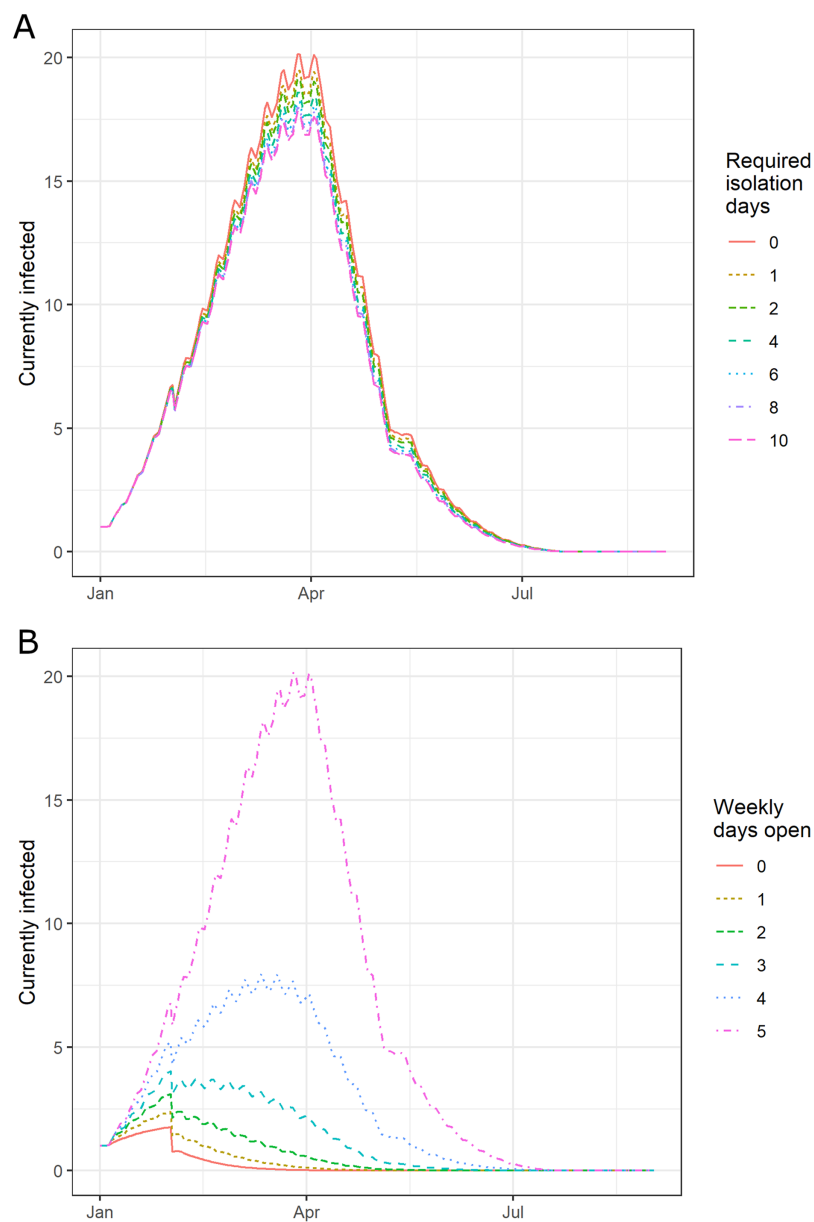 A
20
15
10
5
0
Currently infected
Jan
Apr
Jul
Required
isolation
days
0
1
2
4
6
8
10
B
20
15
10
5
0
Currently infected
Jan
Apr
Jul
Weekly
days open
0
1
2
3
4
5